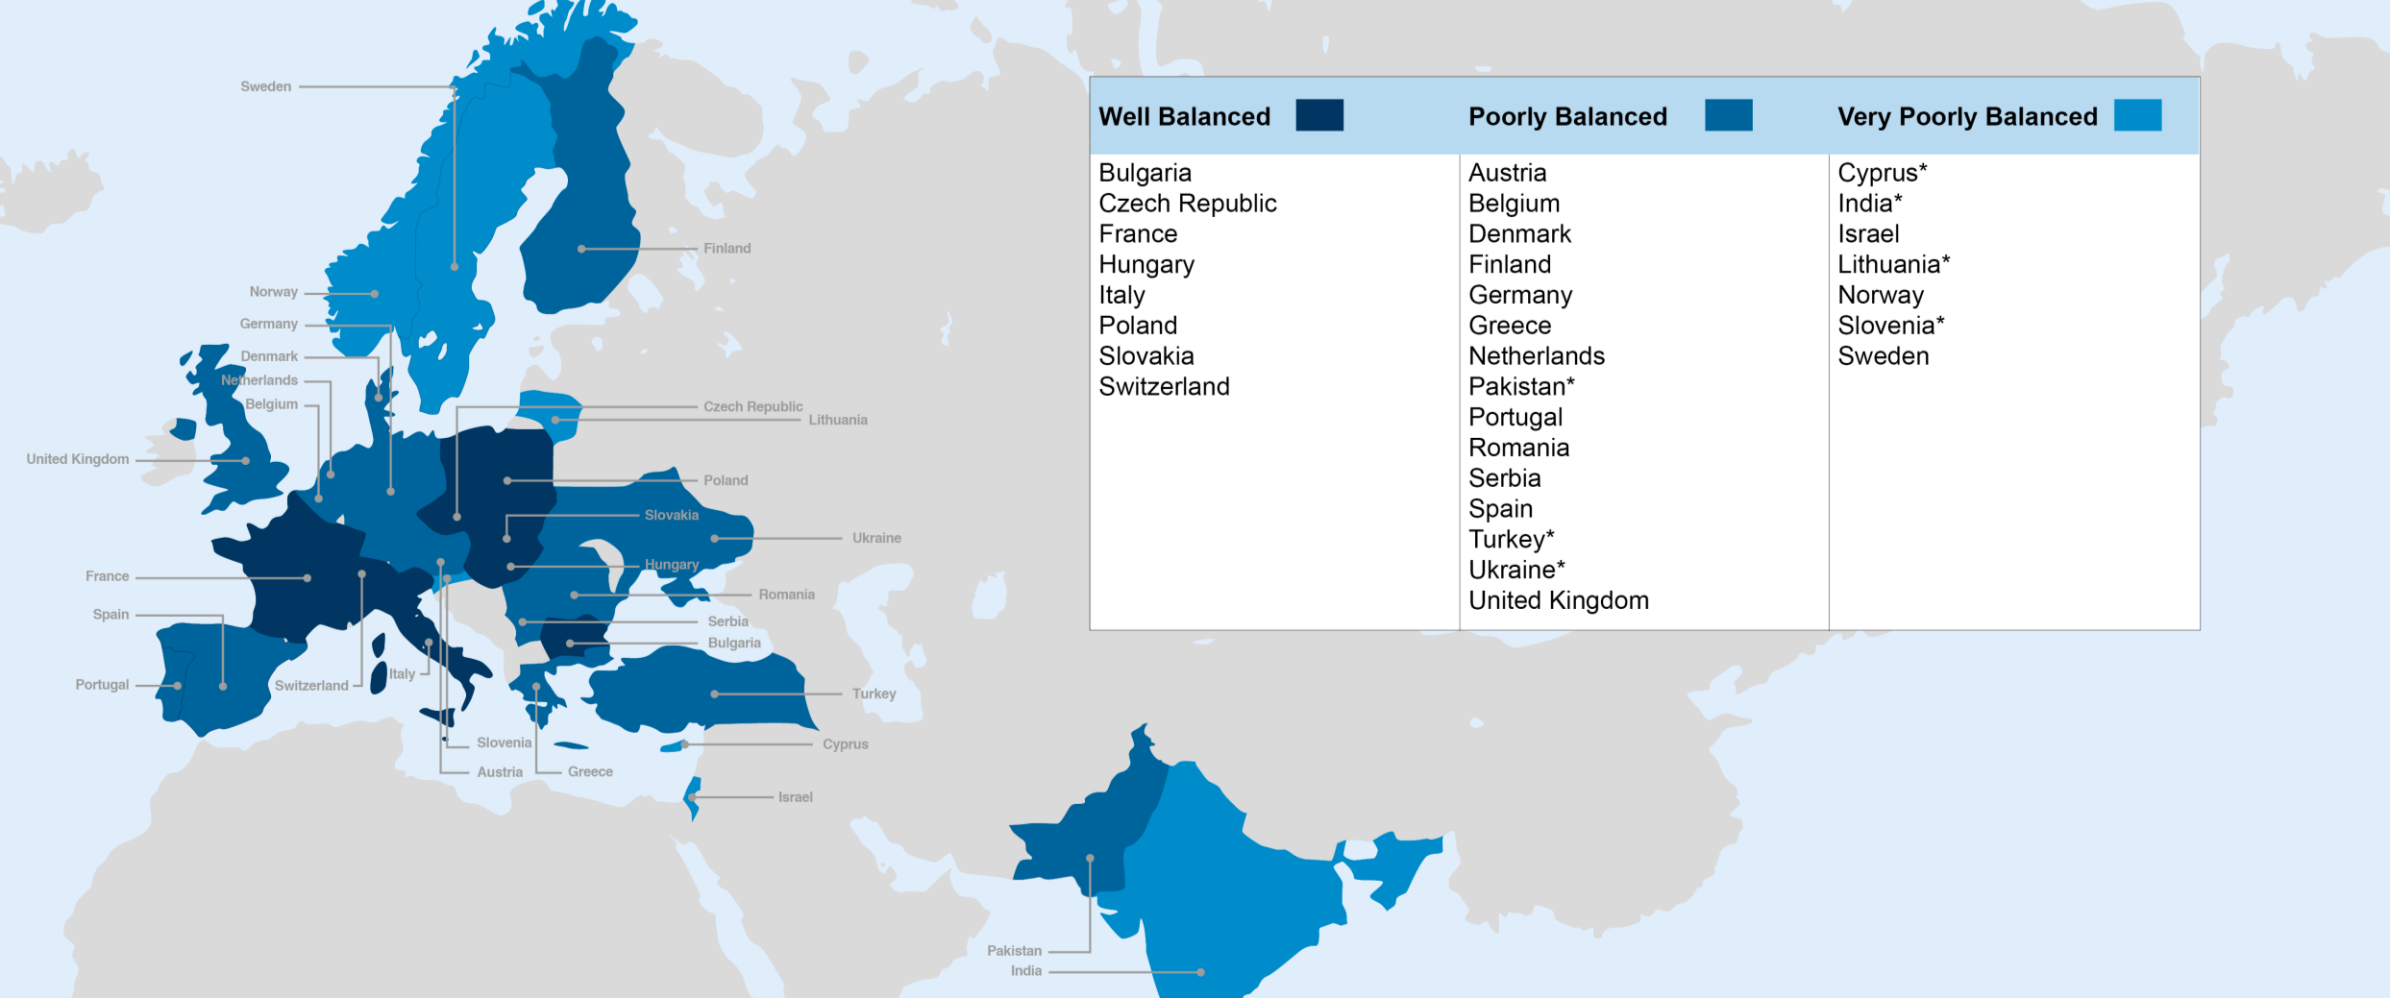 Sweden
Finland
Norway
Germany
Denmark
Netherlands
Belgium
Czech Republic
Lithuania
United Kingdom
Poland
Slovakia
Ukraine
Hungary
France
Romania
Spain
Serbia
Bulgaria
Italy
Portugal
Switzerland
Turkey
Slovenia
Cyprus
Austria
Greece
Israel
Pakistan
India
Well Balanced
Bulgaria
Czech Republic
France
Hungary
Italy
Poland
Slovakia
Switzerland
Poorly Balanced
Austria
Belgium
Denmark
Finland
Germany
Greece
Netherlands
Pakistan*
Portugal
Romania
Serbia
Spain
Turkey*
Ukraine*
United Kingdom
Very Poorly Balanced
Cyprus*
India*
Israel
Lithuania*
Norway
Slovenia*
Sweden